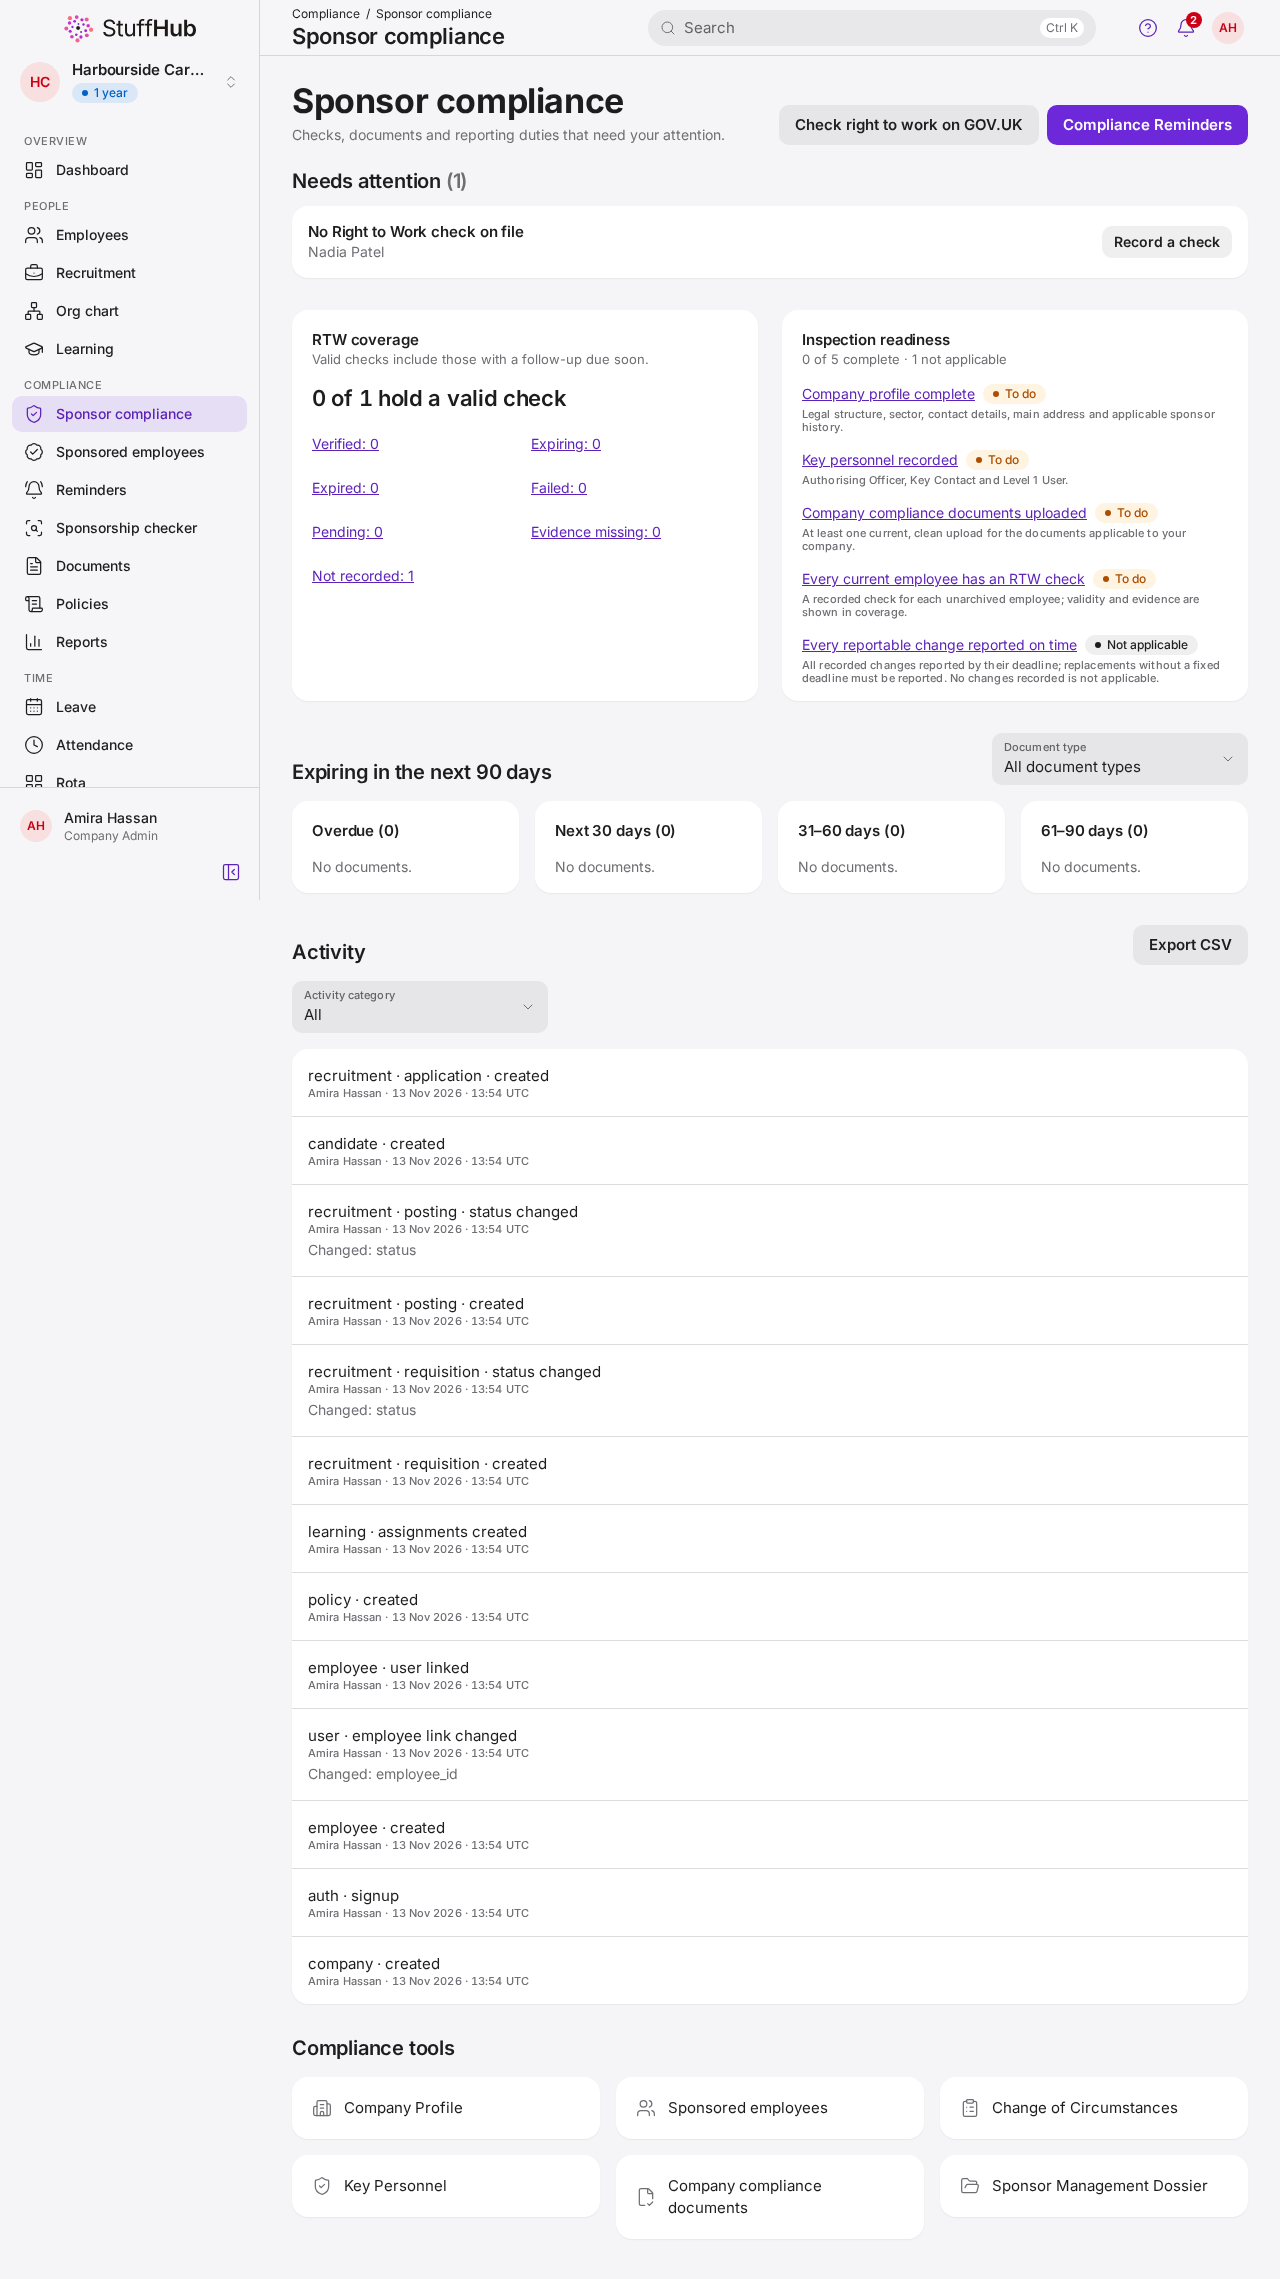 StuffHub
HC
Harbourside Car...
1 year
OVERVIEW
Dashboard
PEOPLE
Employees
Recruitment
Org chart
Learning
COMPLIANCE
Sponsor compliance
Sponsored employees
Reminders
Sponsorship checker
Documents
Policies
Reports
TIME
Leave
Attendance
Rota
AH
Amira Hassan
Company Admin
Compliance / Sponsor compliance
Sponsor compliance
Search
Ctrl K
2
AH
Sponsor compliance
Checks, documents and reporting duties that need your attention.
Check right to work on GOV.UK
Compliance Reminders
Needs attention (1)
No Right to Work check on file
Nadia Patel
Record a check
RTW coverage
Valid checks include those with a follow-up due soon.
0 of 1 hold a valid check
Verified: 0
Expiring: 0
Expired: 0
Failed: 0
Pending: 0
Evidence missing: 0
Not recorded: 1
Inspection readiness
0 of 5 complete · 1 not applicable
Company profile complete
To do
Legal structure, sector, contact details, main address and applicable sponsor
history.
Key personnel recorded
To do
Authorising Officer, Key Contact and Level 1 User.
Company compliance documents uploaded
To do
At least one current, clean upload for the documents applicable to your
company.
Every current employee has an RTW check
To do
A recorded check for each unarchived employee; validity and evidence are
shown in coverage.
Every reportable change reported on time
Not applicable
All recorded changes reported by their deadline; replacements without a fixed
deadline must be reported. No changes recorded is not applicable.
Expiring in the next 90 days
Document type
All document types
Overdue (0)
No documents.
Next 30 days (0)
No documents.
31–60 days (0)
No documents.
61–90 days (0)
No documents.
Activity
Export CSV
Activity category
All
recruitment · application · created
Amira Hassan · 13 Nov 2026 · 13:54 UTC
candidate · created
Amira Hassan · 13 Nov 2026 · 13:54 UTC
recruitment · posting · status changed
Amira Hassan · 13 Nov 2026 · 13:54 UTC
Changed: status
recruitment · posting · created
Amira Hassan · 13 Nov 2026 · 13:54 UTC
recruitment · requisition · status changed
Amira Hassan · 13 Nov 2026 · 13:54 UTC
Changed: status
recruitment · requisition · created
Amira Hassan · 13 Nov 2026 · 13:54 UTC
learning · assignments created
Amira Hassan · 13 Nov 2026 · 13:54 UTC
policy · created
Amira Hassan · 13 Nov 2026 · 13:54 UTC
employee · user linked
Amira Hassan · 13 Nov 2026 · 13:54 UTC
user · employee link changed
Amira Hassan · 13 Nov 2026 · 13:54 UTC
Changed: employee_id
employee · created
Amira Hassan · 13 Nov 2026 · 13:54 UTC
auth · signup
Amira Hassan · 13 Nov 2026 · 13:54 UTC
company · created
Amira Hassan · 13 Nov 2026 · 13:54 UTC
Compliance tools
Company Profile
Sponsored employees
Change of Circumstances
Key Personnel
Company compliance
documents
Sponsor Management Dossier